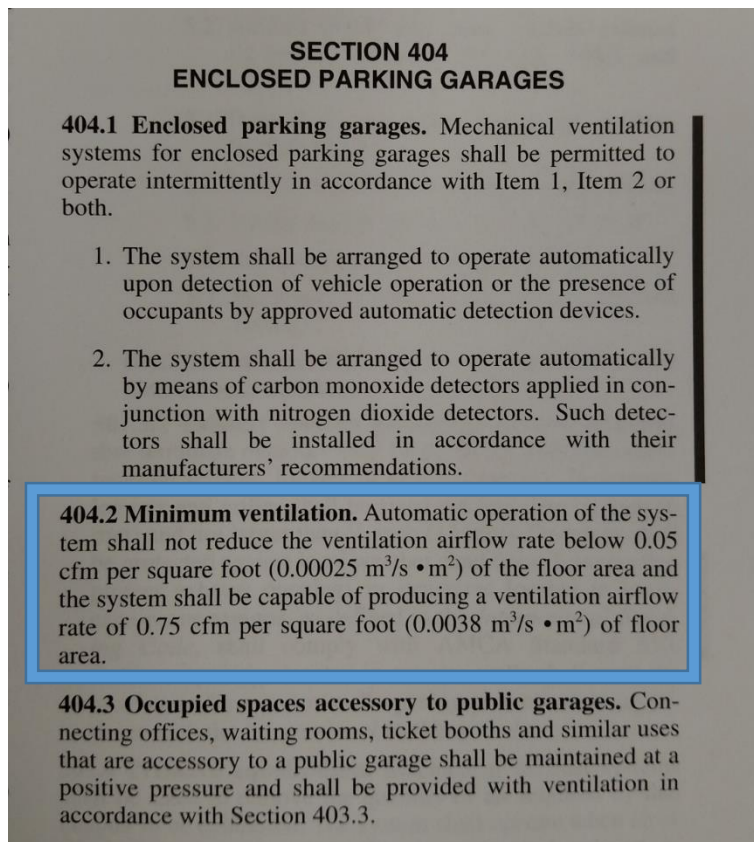 SECTION 404
ENCLOSED PARKING GARAGES
404.1 Enclosed parking garages. Mechanical ventilation
systems for enclosed parking garages shall be permitted to
operate intermittently in accordance with Item 1, Item 2 or
both.
1. The system shall be arranged to operate automatically
upon detection of vehicle operation or the presence of
occupants by approved automatic detection devices.
2. The system shall be arranged to operate automatically
by means of carbon monoxide detectors applied in con-
junction with nitrogen dioxide detectors. Such detec-
tors shall be installed in accordance with their
manufacturers' recommendations.
404.2 Minimum ventilation. Automatic operation of the sys-
tem shall not reduce the ventilation airflow rate below 0.05
cfm per square foot (0.00025 m³/s • m²) of the floor area and
the system shall be capable of producing a ventilation airflow
rate of 0.75 cfm per square foot (0.0038 m³/s • m²) of floor
area.
404.3 Occupied spaces accessory to public garages. Con-
necting offices, waiting rooms, ticket booths and similar uses
that are accessory to a public garage shall be maintained at a
positive pressure and shall be provided with ventilation in
accordance with Section 403.3.